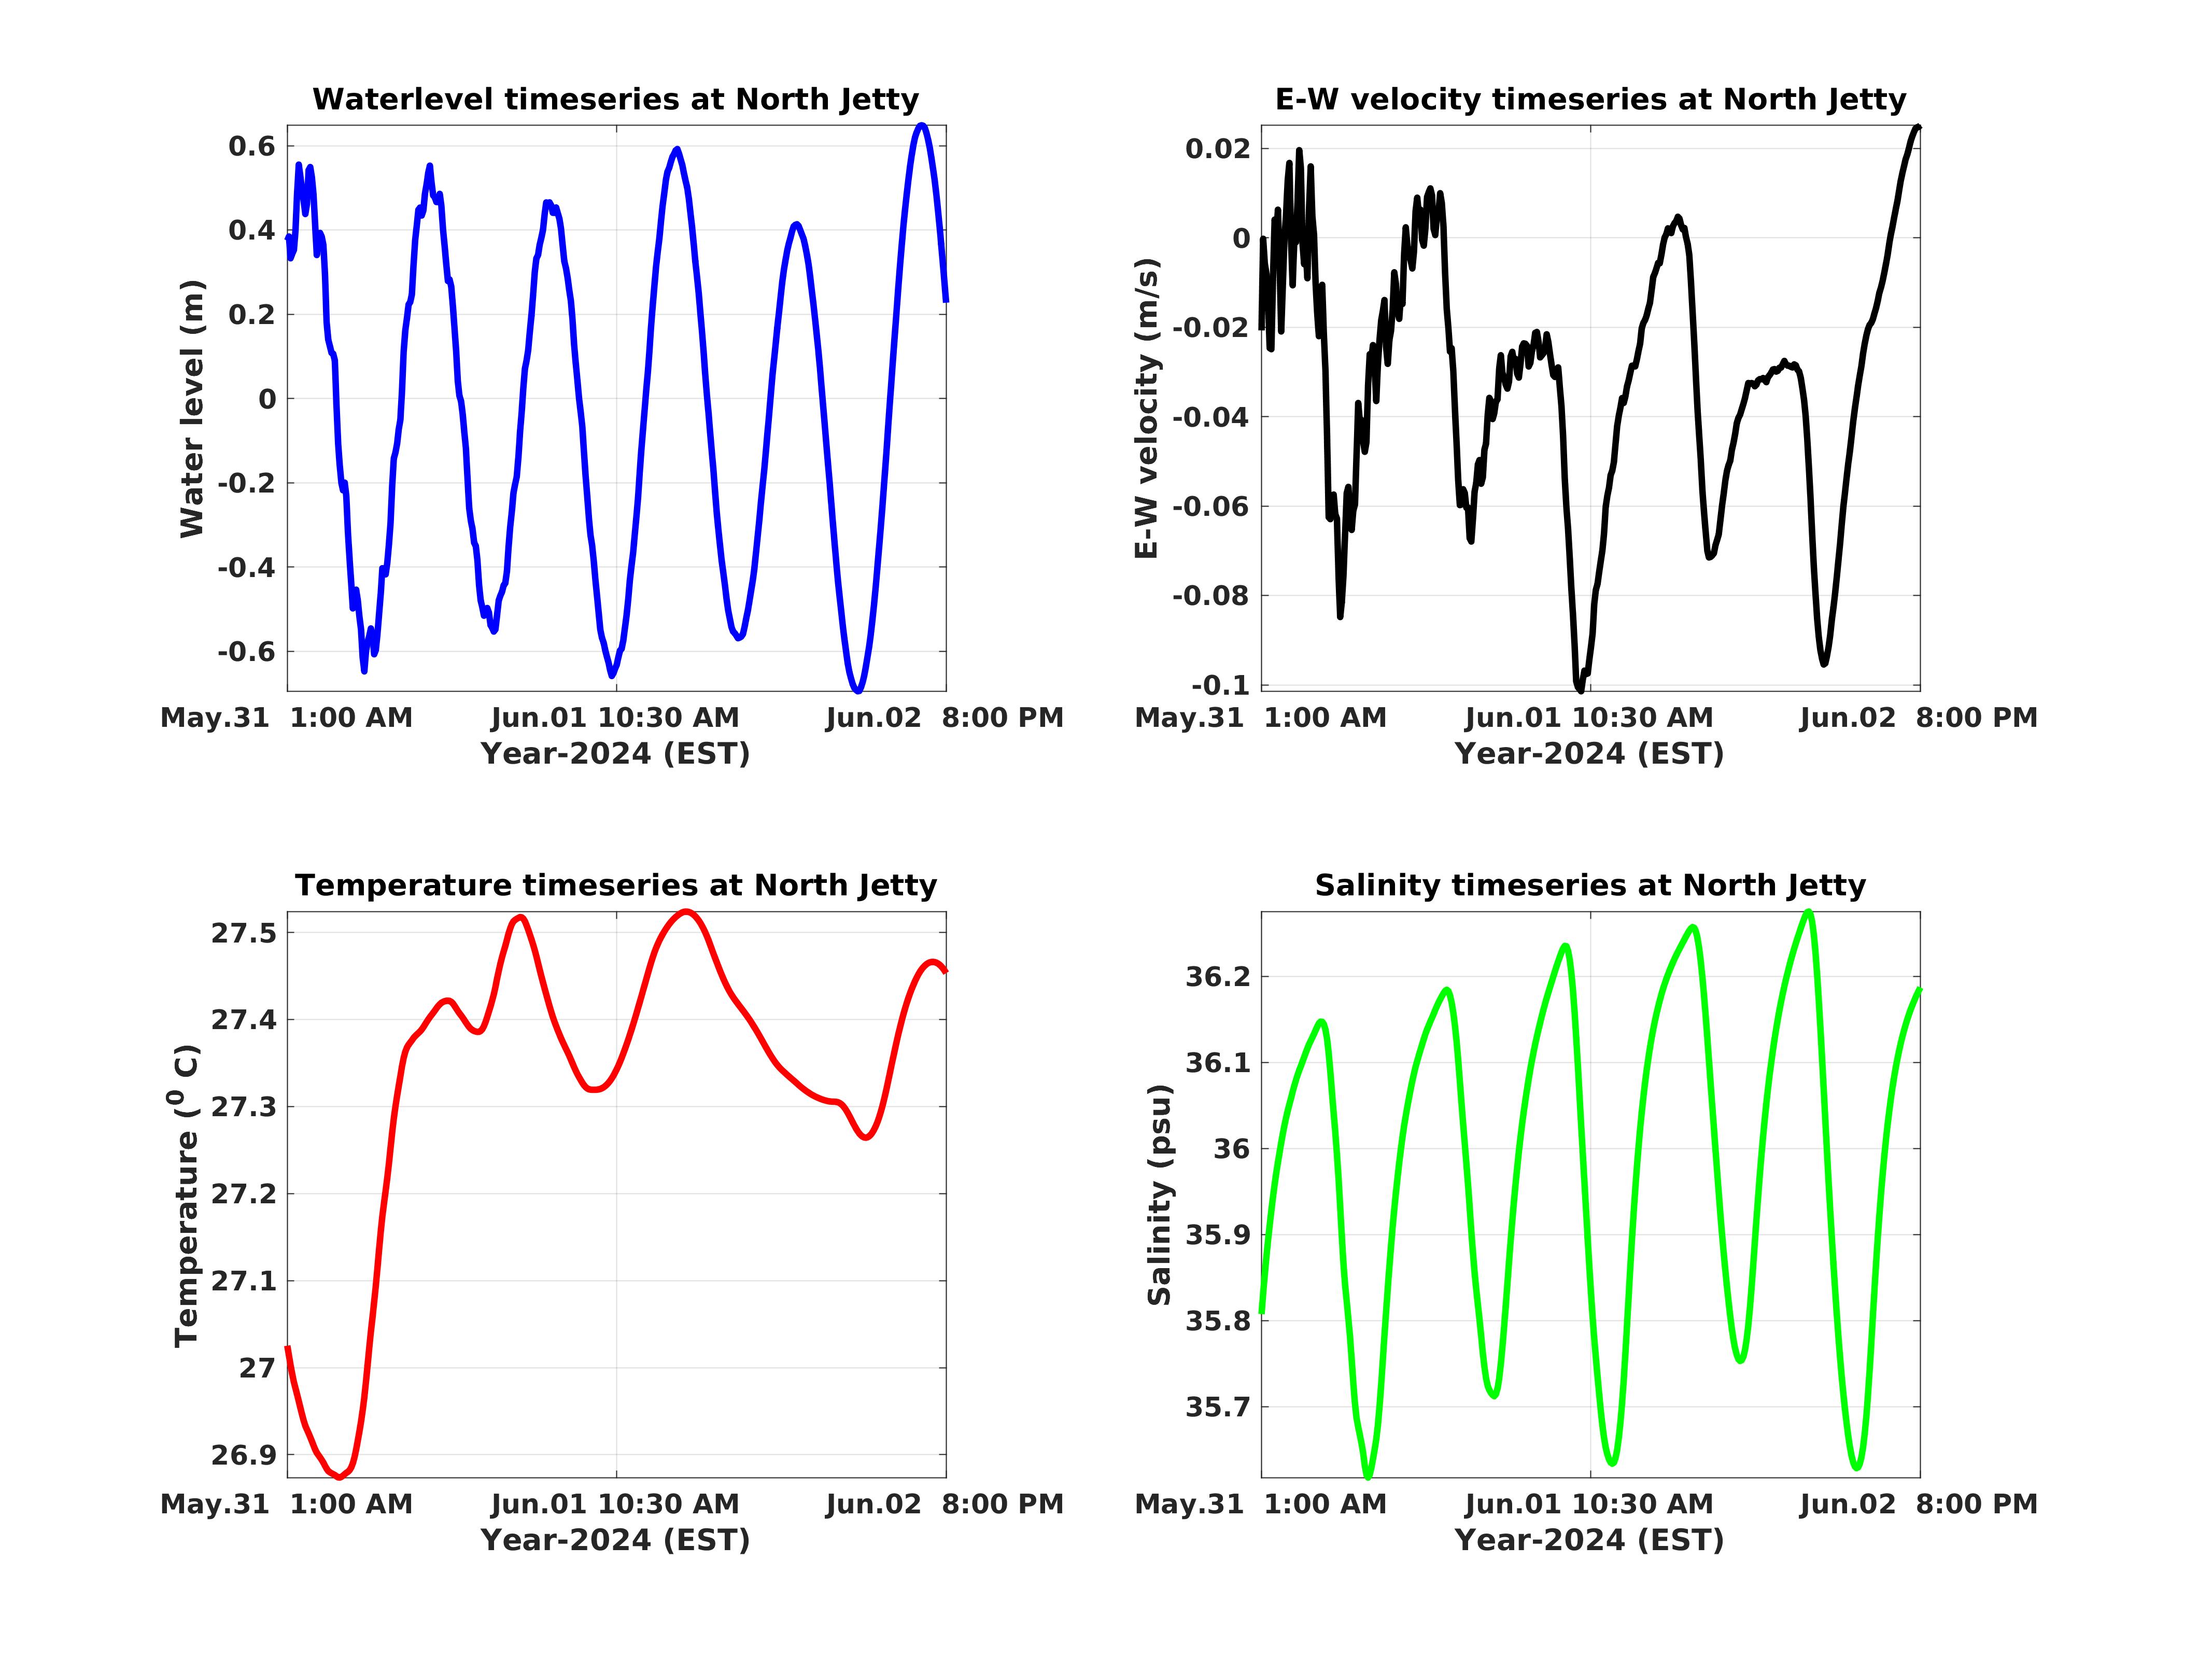 Waterlevel timeseries at North Jetty
Water level (m)
0.6
0.4
0.2
0
-0.2
-0.4
-0.6
May.31 1:00 AM Jun.01 10:30 AM Jun.02 8:00 PM
Year-2024 (EST)
E-W velocity timeseries at North Jetty
E-W velocity (m/s)
0.02
0
-0.02
-0.04
-0.06
-0.08
-0.1
May.31 1:00 AM Jun.01 10:30 AM Jun.02 8:00 PM
Year-2024 (EST)
Temperature timeseries at North Jetty
Temperature (⁰ C)
27.5
27.4
27.3
27.2
27.1
27
26.9
May.31 1:00 AM Jun.01 10:30 AM Jun.02 8:00 PM
Year-2024 (EST)
Salinity timeseries at North Jetty
Salinity (psu)
36.2
36.1
36
35.9
35.8
35.7
May.31 1:00 AM Jun.01 10:30 AM Jun.02 8:00 PM
Year-2024 (EST)